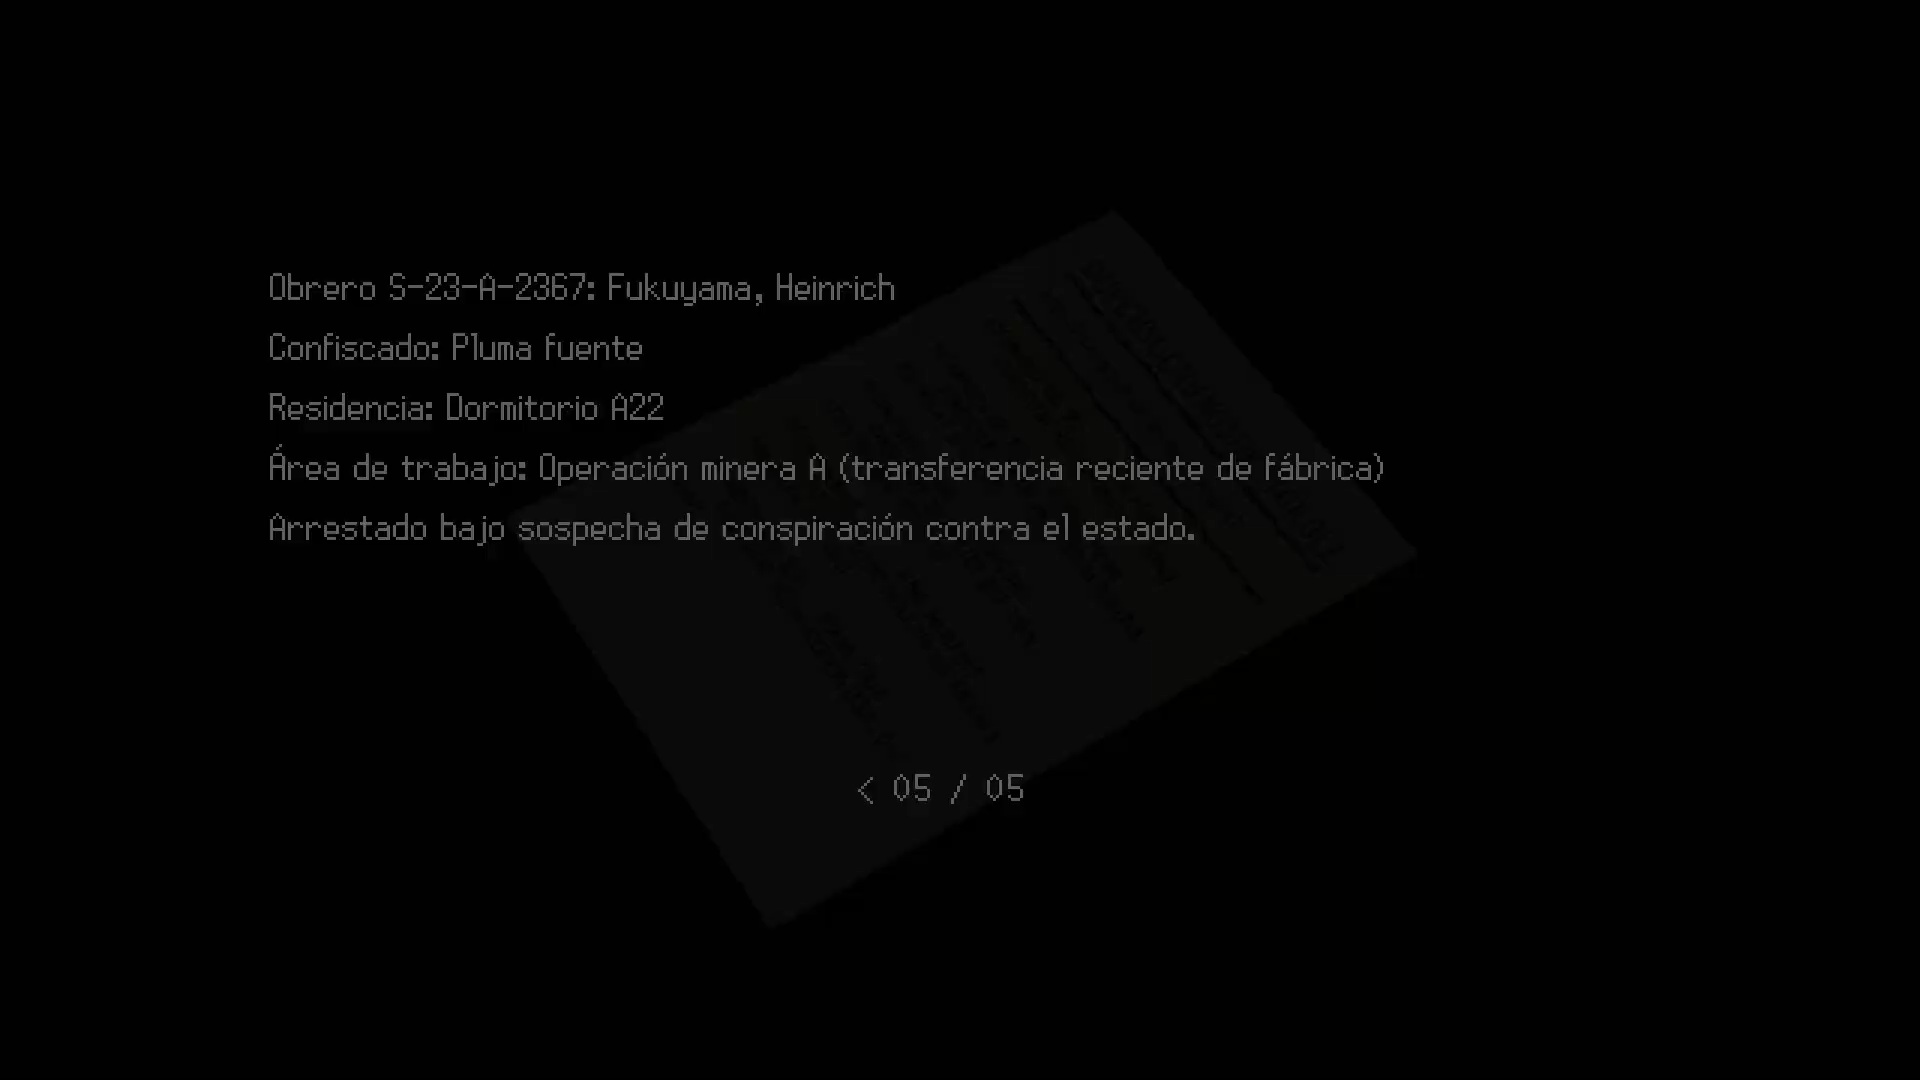 Obrero S-23-A-2367: Fukuyama, Heinrich
Confiscado: Pluma fuente
Residencia: Dormitorio A22
Área de trabajo: Operación minera A (transferencia reciente de fábrica)
Arrestado bajo sospecha de conspiración contra el estado.
< 05 / 05